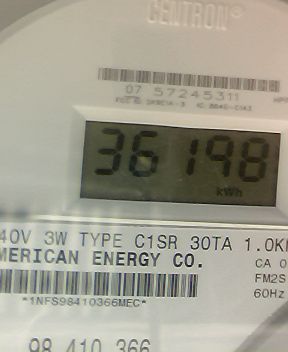 CENTRON®
07 57245311
36198
kWh
40V 3W TYPE C1SR 30TA 1.0K
MERICAN ENERGY CO.
CA 0
FM2S
60Hz
*1NFS98410366MEC*
98 410 366